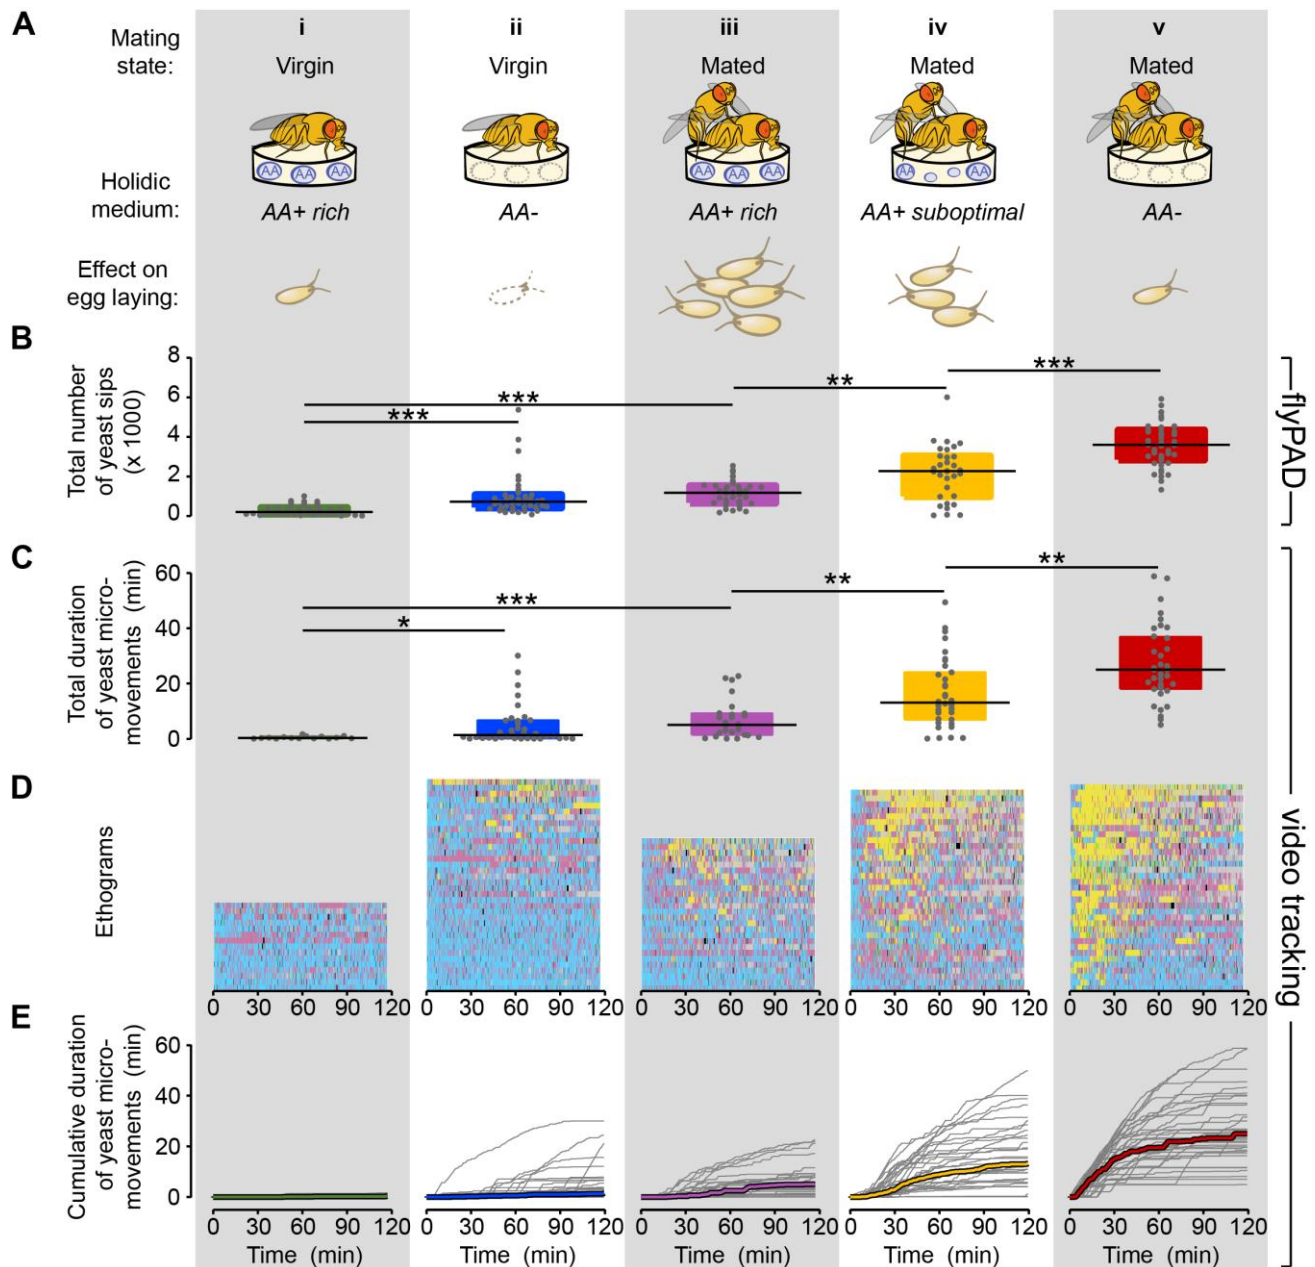 A
i ii iii iv v
Mating
state:
Virgin Virgin Mated Mated Mated
AA AA AA AA AA AA AA AA
Holidic
medium:
AA+ rich AA- AA+ rich AA+ suboptimal AA-
Effect on
egg laying:
B
Total number
of yeast sips
(x 1000)
8
6
4
2
0
*** *** ** ***
flyPAD
C
Total duration
of yeast micro-
movements (min)
60
40
20
0
* *** ** **
D
Ethograms
0 30 60 90 120 0 30 60 90 120 0 30 60 90 120 0 30 60 90 120 0 30 60 90 120
video tracking
E
Cumulative duration
of yeast micro-
movements (min)
60
40
20
0
0 30 60 90 120 0 30 60 90 120 0 30 60 90 120 0 30 60 90 120 0 30 60 90 120
Time (min) Time (min) Time (min) Time (min) Time (min)